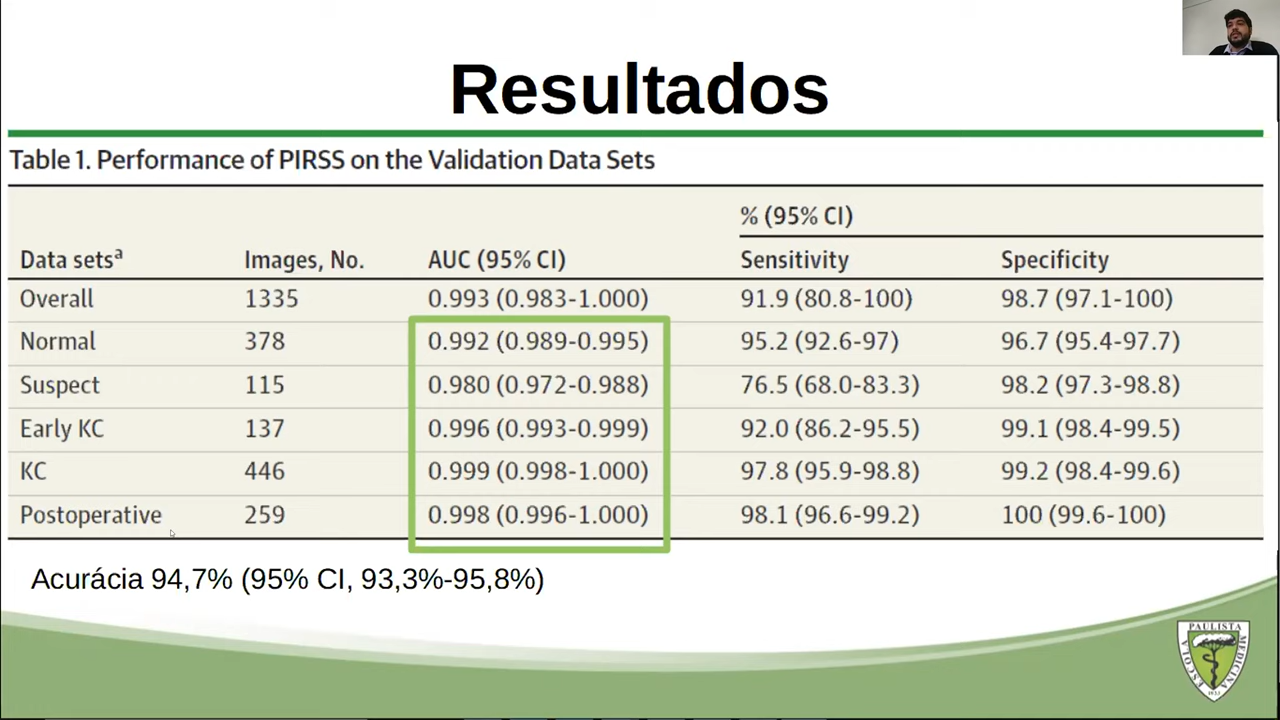 Resultados
Table 1. Performance of PIRSS on the Validation Data Sets
% (95% CI)
Data setsª Images, No. AUC (95% CI) Sensitivity Specificity
Overall 1335 0.993 (0.983-1.000) 91.9 (80.8-100) 98.7 (97.1-100)
Normal 378 0.992 (0.989-0.995) 95.2 (92.6-97) 96.7 (95.4-97.7)
Suspect 115 0.980 (0.972-0.988) 76.5 (68.0-83.3) 98.2 (97.3-98.8)
Early KC 137 0.996 (0.993-0.999) 92.0 (86.2-95.5) 99.1 (98.4-99.5)
KC 446 0.999 (0.998-1.000) 97.8 (95.9-98.8) 99.2 (98.4-99.6)
Postoperative 259 0.998 (0.996-1.000) 98.1 (96.6-99.2) 100 (99.6-100)
Acurácia 94,7% (95% CI, 93,3%-95,8%)
ESCOLA PAULISTA MEDICINA
1933